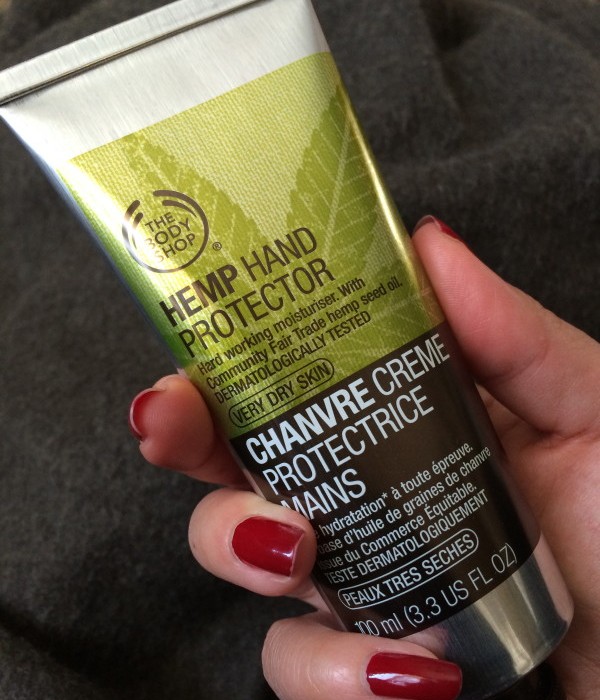 THE
BODY
SHOP
®
HEMP HAND
PROTECTOR
Hard working moisturiser. With
Community Fair Trade hemp seed oil.
DERMATOLOGICALLY TESTED
VERY DRY SKIN
CHANVRE CREME
PROTECTRICE
MAINS
hydratation* à toute épreuve.
base d'huile de graines de chanvre
du Commerce Équitable.
TESTE DERMATOLOGIQUEMENT
PEAUX TRES SECHES
100 ml (3.3 US FL OZ)